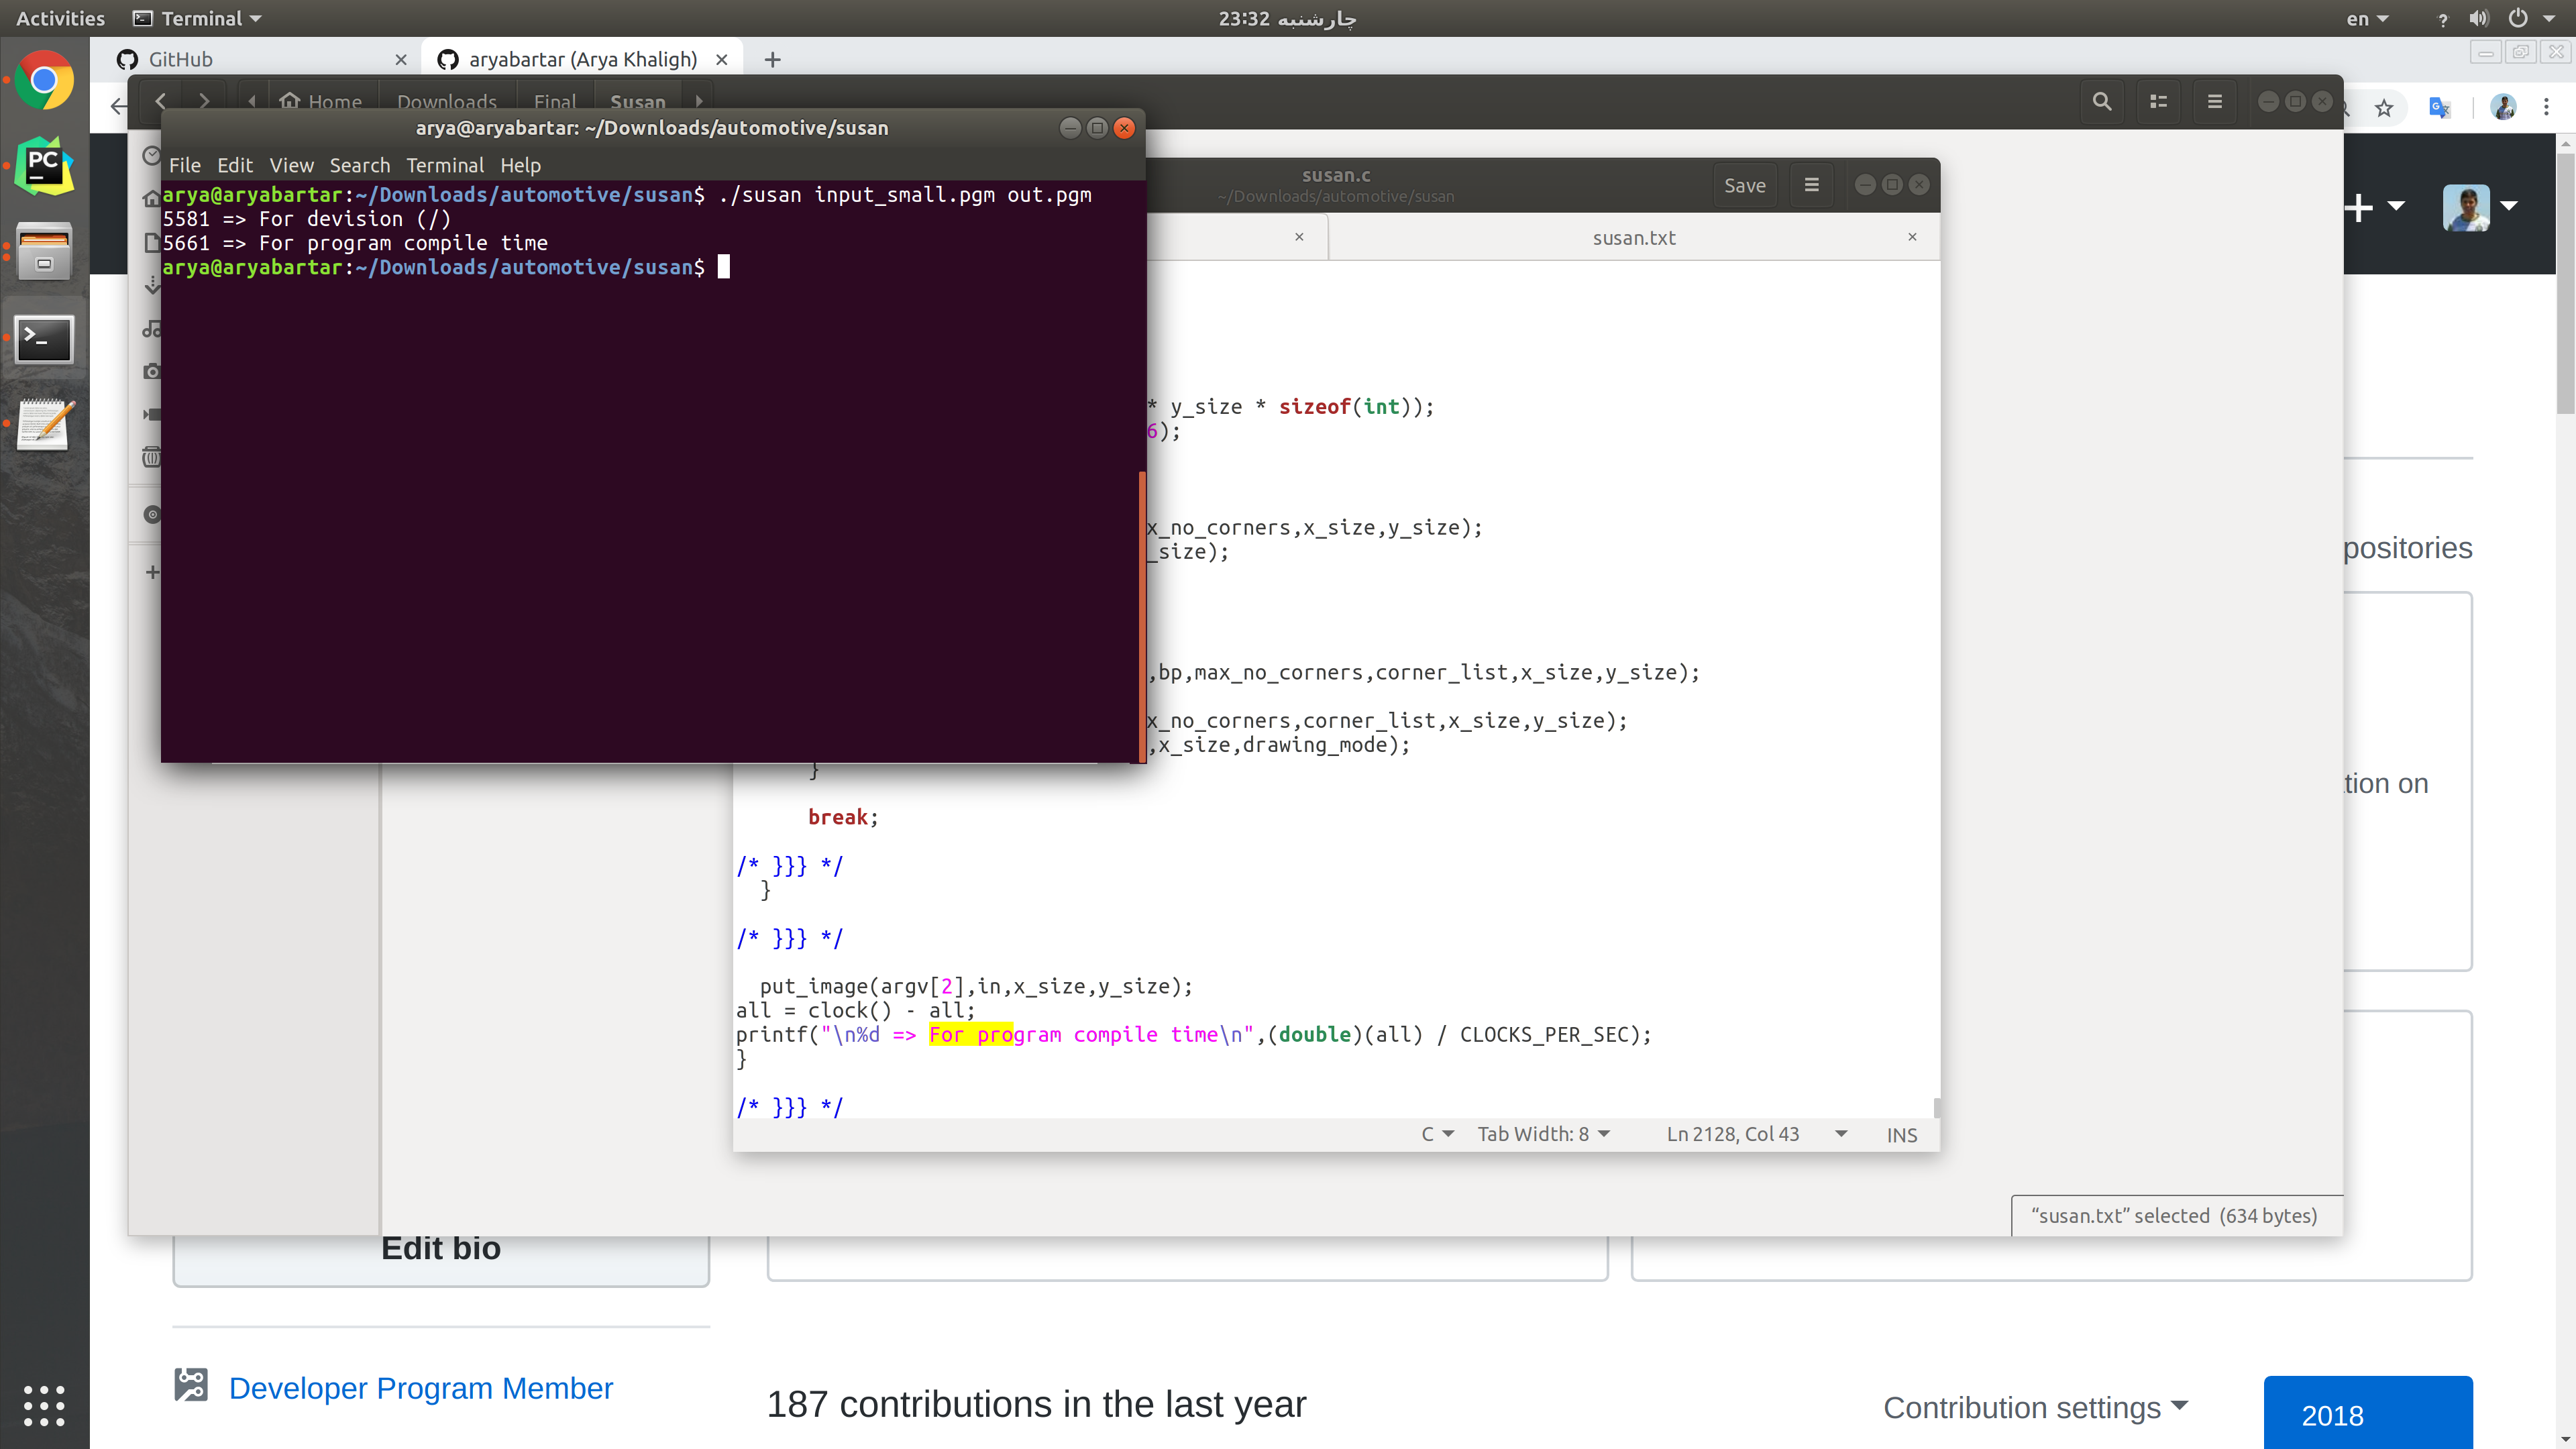 Activities
Terminal
23:32 چارشنبه
en
GitHub
aryabartar (Arya Khaligh)
Home
Downloads
Final
Susan
arya@aryabartar: ~/Downloads/automotive/susan
File Edit View Search Terminal Help
arya@aryabartar:~/Downloads/automotive/susan$ ./susan input_small.pgm out.pgm
5581 => For devision (/)
5661 => For program compile time
arya@aryabartar:~/Downloads/automotive/susan$
susan.c
~/Downloads/automotive/susan
Save
susan.txt
* y_size * sizeof(int));
6);
x_no_corners,x_size,y_size);
_size);
,bp,max_no_corners,corner_list,x_size,y_size);
x_no_corners,corner_list,x_size,y_size);
,x_size,drawing_mode);
}
break;
/* }}} */
}
/* }}} */
put_image(argv[2],in,x_size,y_size);
all = clock() - all;
printf("\n%d => For program compile time\n",(double)(all) / CLOCKS_PER_SEC);
}
/* }}} */
C
Tab Width: 8
Ln 2128, Col 43
INS
"susan.txt" selected (634 bytes)
positories
tion on
Edit bio
Developer Program Member
187 contributions in the last year
Contribution settings
2018
PC